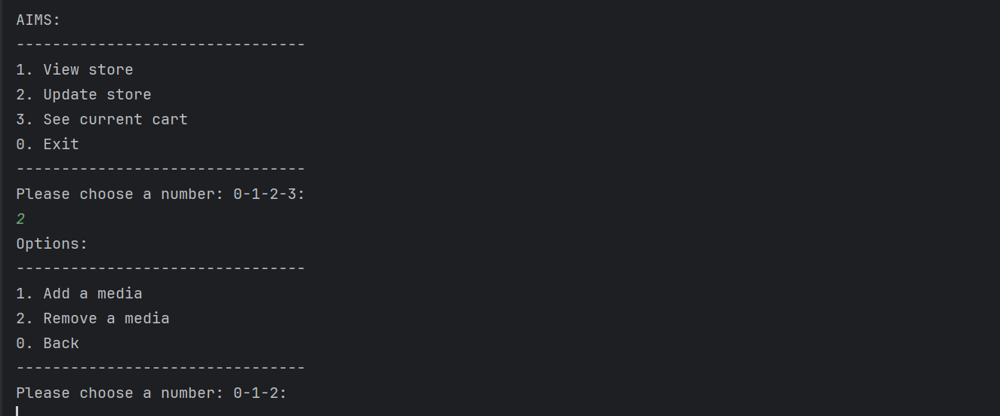 AIMS:
--------------------------------
1. View store
2. Update store
3. See current cart
0. Exit
--------------------------------
Please choose a number: 0-1-2-3:
2
Options:
--------------------------------
1. Add a media
2. Remove a media
0. Back
--------------------------------
Please choose a number: 0-1-2: